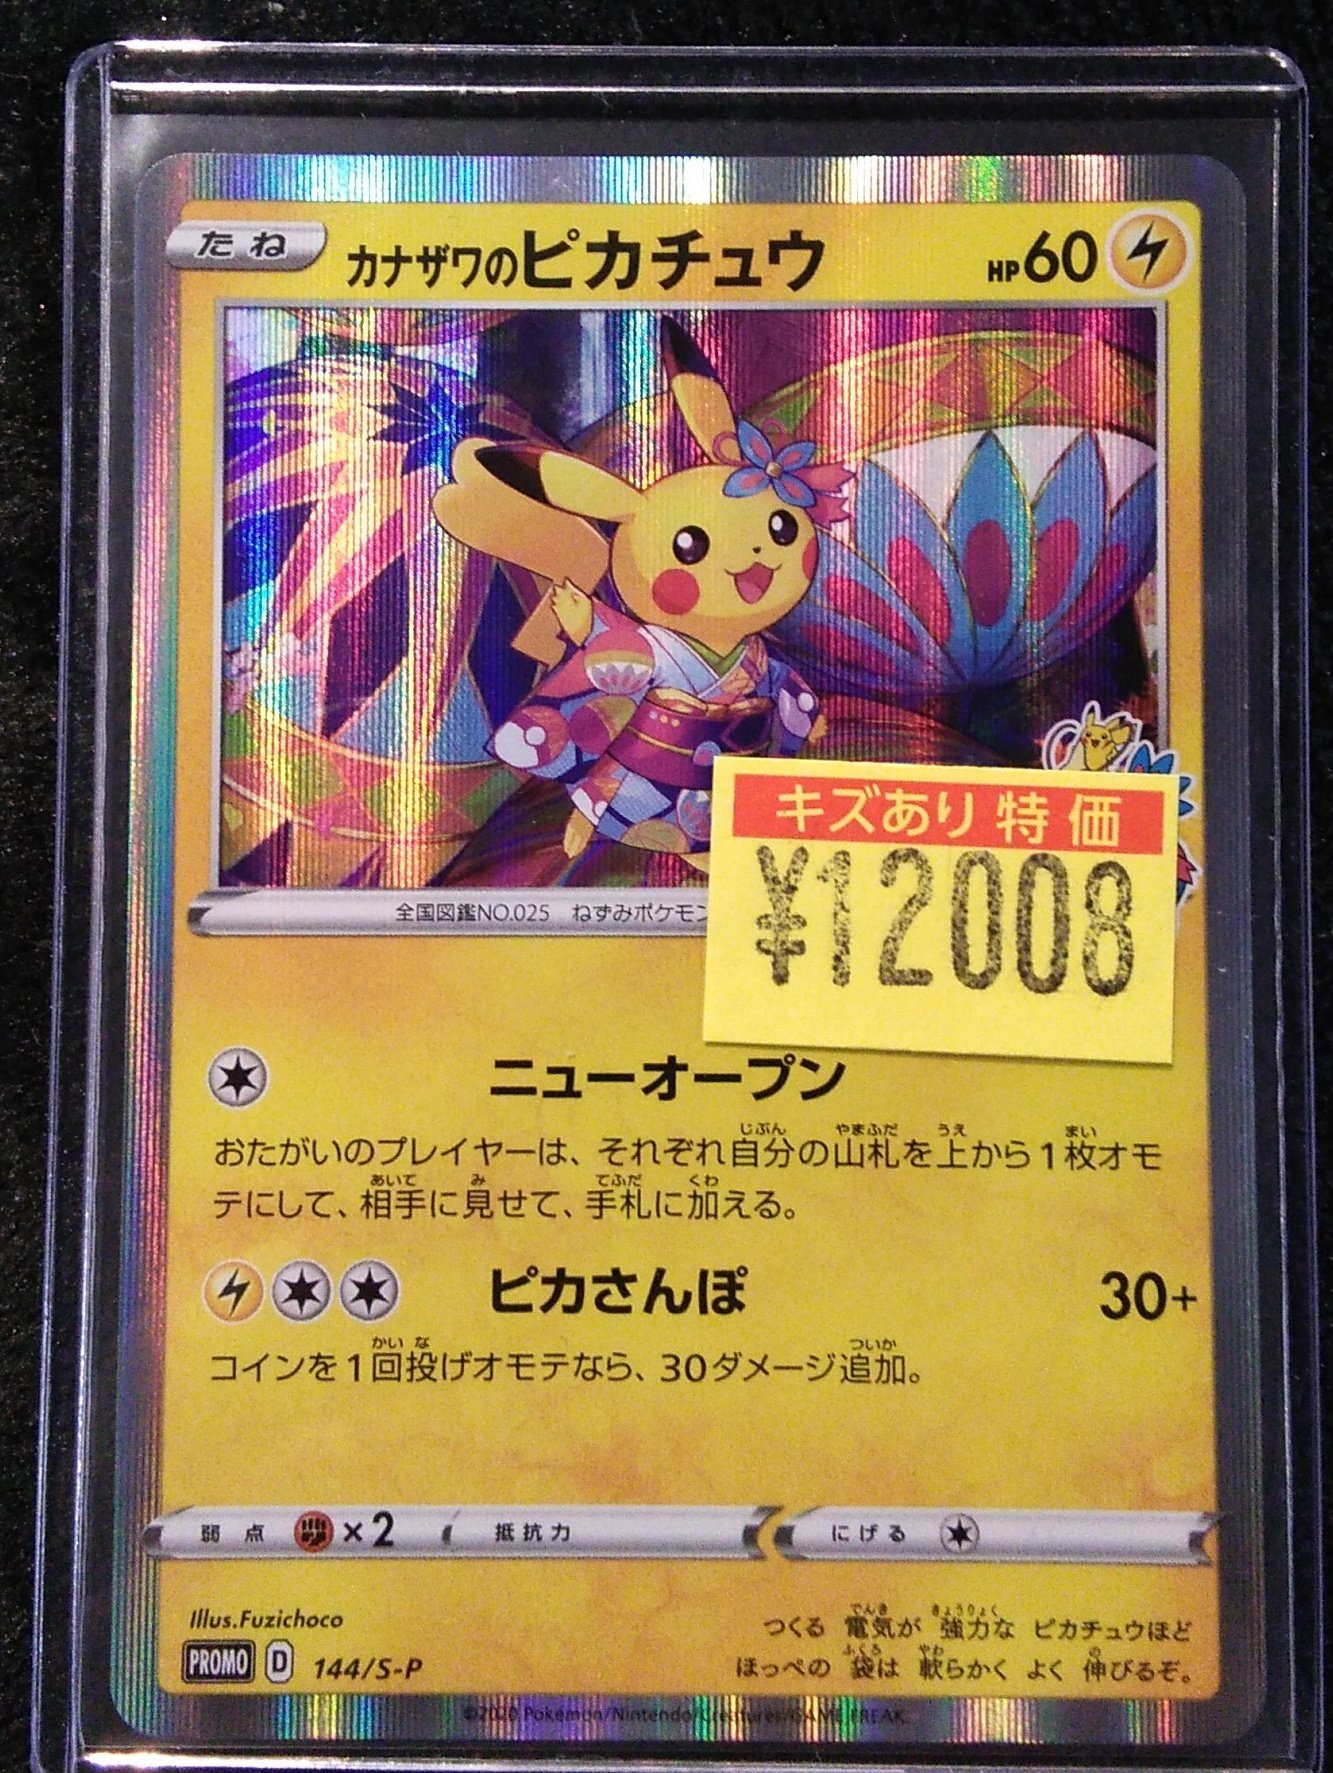 たね カナザワのピカチュウ HP60
全国図鑑NO.025 ねずみポケモン
キズあり 特価
¥12008
ニューオープン
おたがいのプレイヤーは、それぞれ自分の山札を上から1枚オモ
テにして、相手に見せて、手札に加える。
ピカさんぽ 30+
コインを1回投げオモテなら、30ダメージ追加。
弱点 ×2 抵抗力 にげる
Illus.Fuzichoco
つくる 電気が 強力な ピカチュウほど
ほっぺの 袋は 軟らかく よく 伸びるぞ。
PROMO D 144/S-P
©2020 Pokémon/Nintendo/Creatures/GAME FREAK